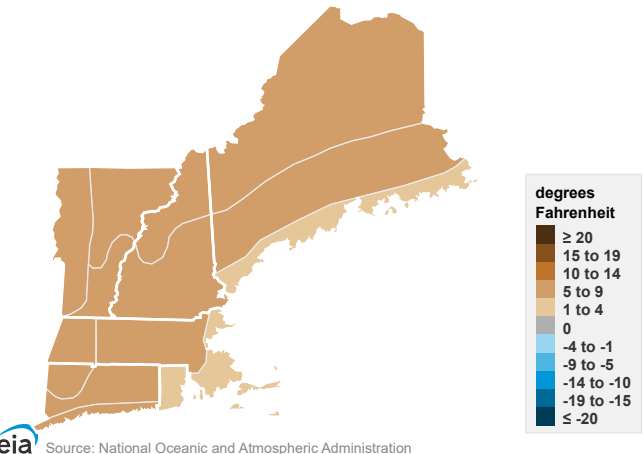 degrees
Fahrenheit
≥ 20
15 to 19
10 to 14
5 to 9
1 to 4
0
-4 to -1
-9 to -5
-14 to -10
-19 to -15
≤ -20
eia Source: National Oceanic and Atmospheric Administration